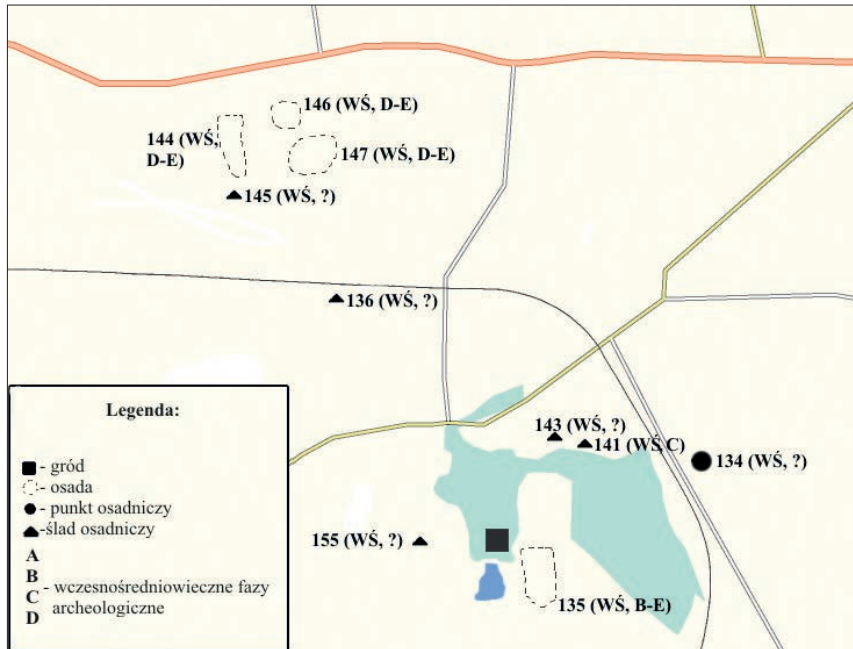 146 (WŚ, D-E)
144 (WŚ,
D-E)
147 (WŚ, D-E)
145 (WŚ, ?)
136 (WŚ, ?)
Legenda:
- gród
- osada
- punkt osadniczy
-ślad osadniczy
A
B
C - wczesnośredniowieczne fazy
archeologiczne
D
143 (WŚ, ?)
141 (WŚ,C)
134 (WŚ, ?)
155 (WŚ, ?)
135 (WŚ, B-E)